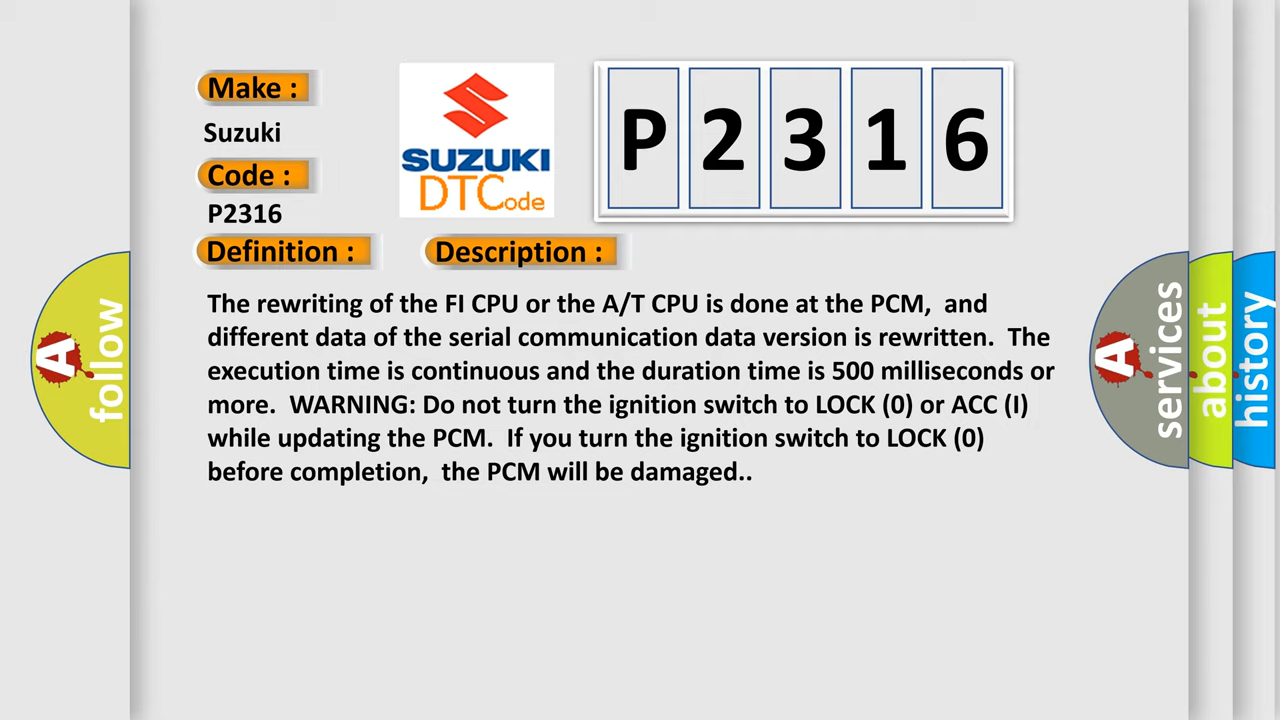 Make :
Suzuki
Code :
P2316
SUZUKI
DTCode
P2316
Definition :
Description :
The rewriting of the FI CPU or the A/T CPU is done at the PCM, and
different data of the serial communication data version is rewritten The
execution time is continuous and the duration time is 500 milliseconds or
more WARNING: Do not turn the ignition switch to LOCK (0) or ACC (I)
while updating the PCM If you turn the ignition switch to LOCK (0)
before completion, the PCM will be damaged..
A follow
A services
about
history